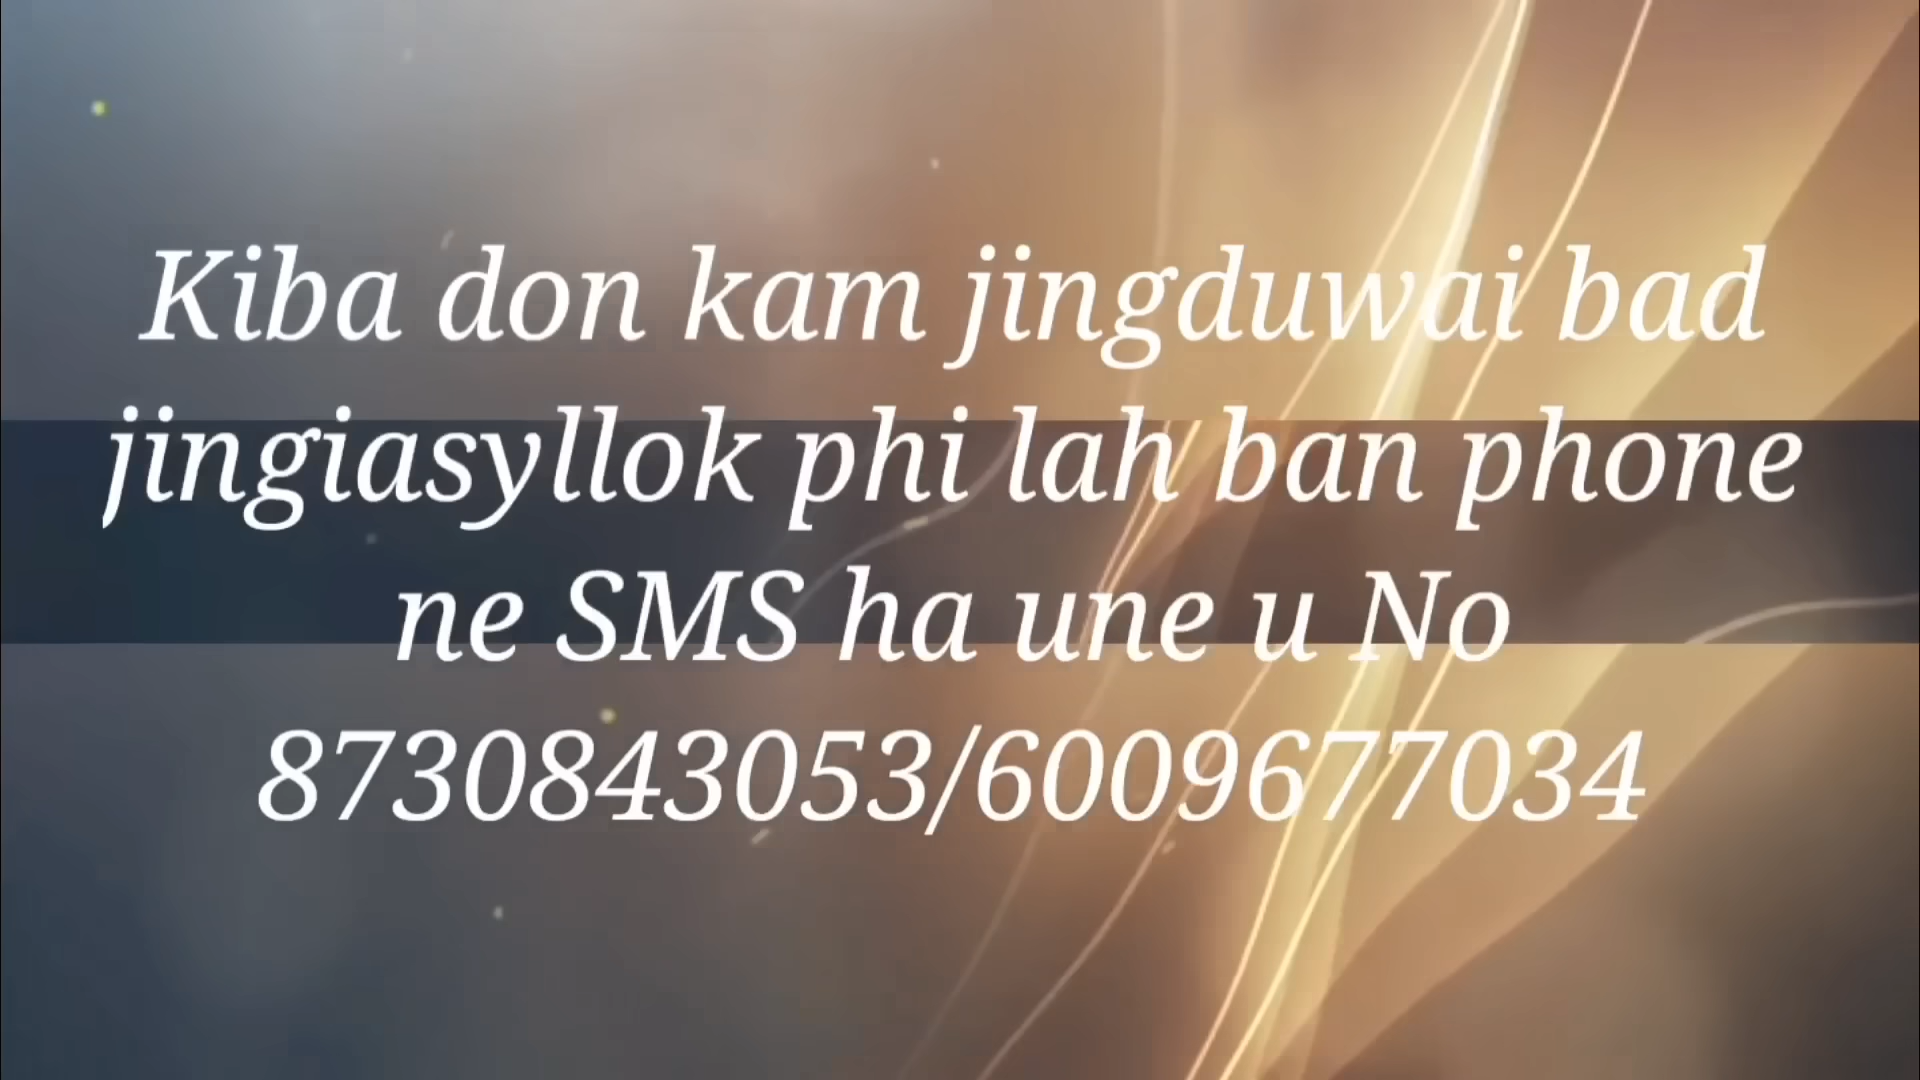 Kiba don kam jingduwai bad
jingiasyllok phi lah ban phone
ne SMS ha une u No
8730843053/6009677034